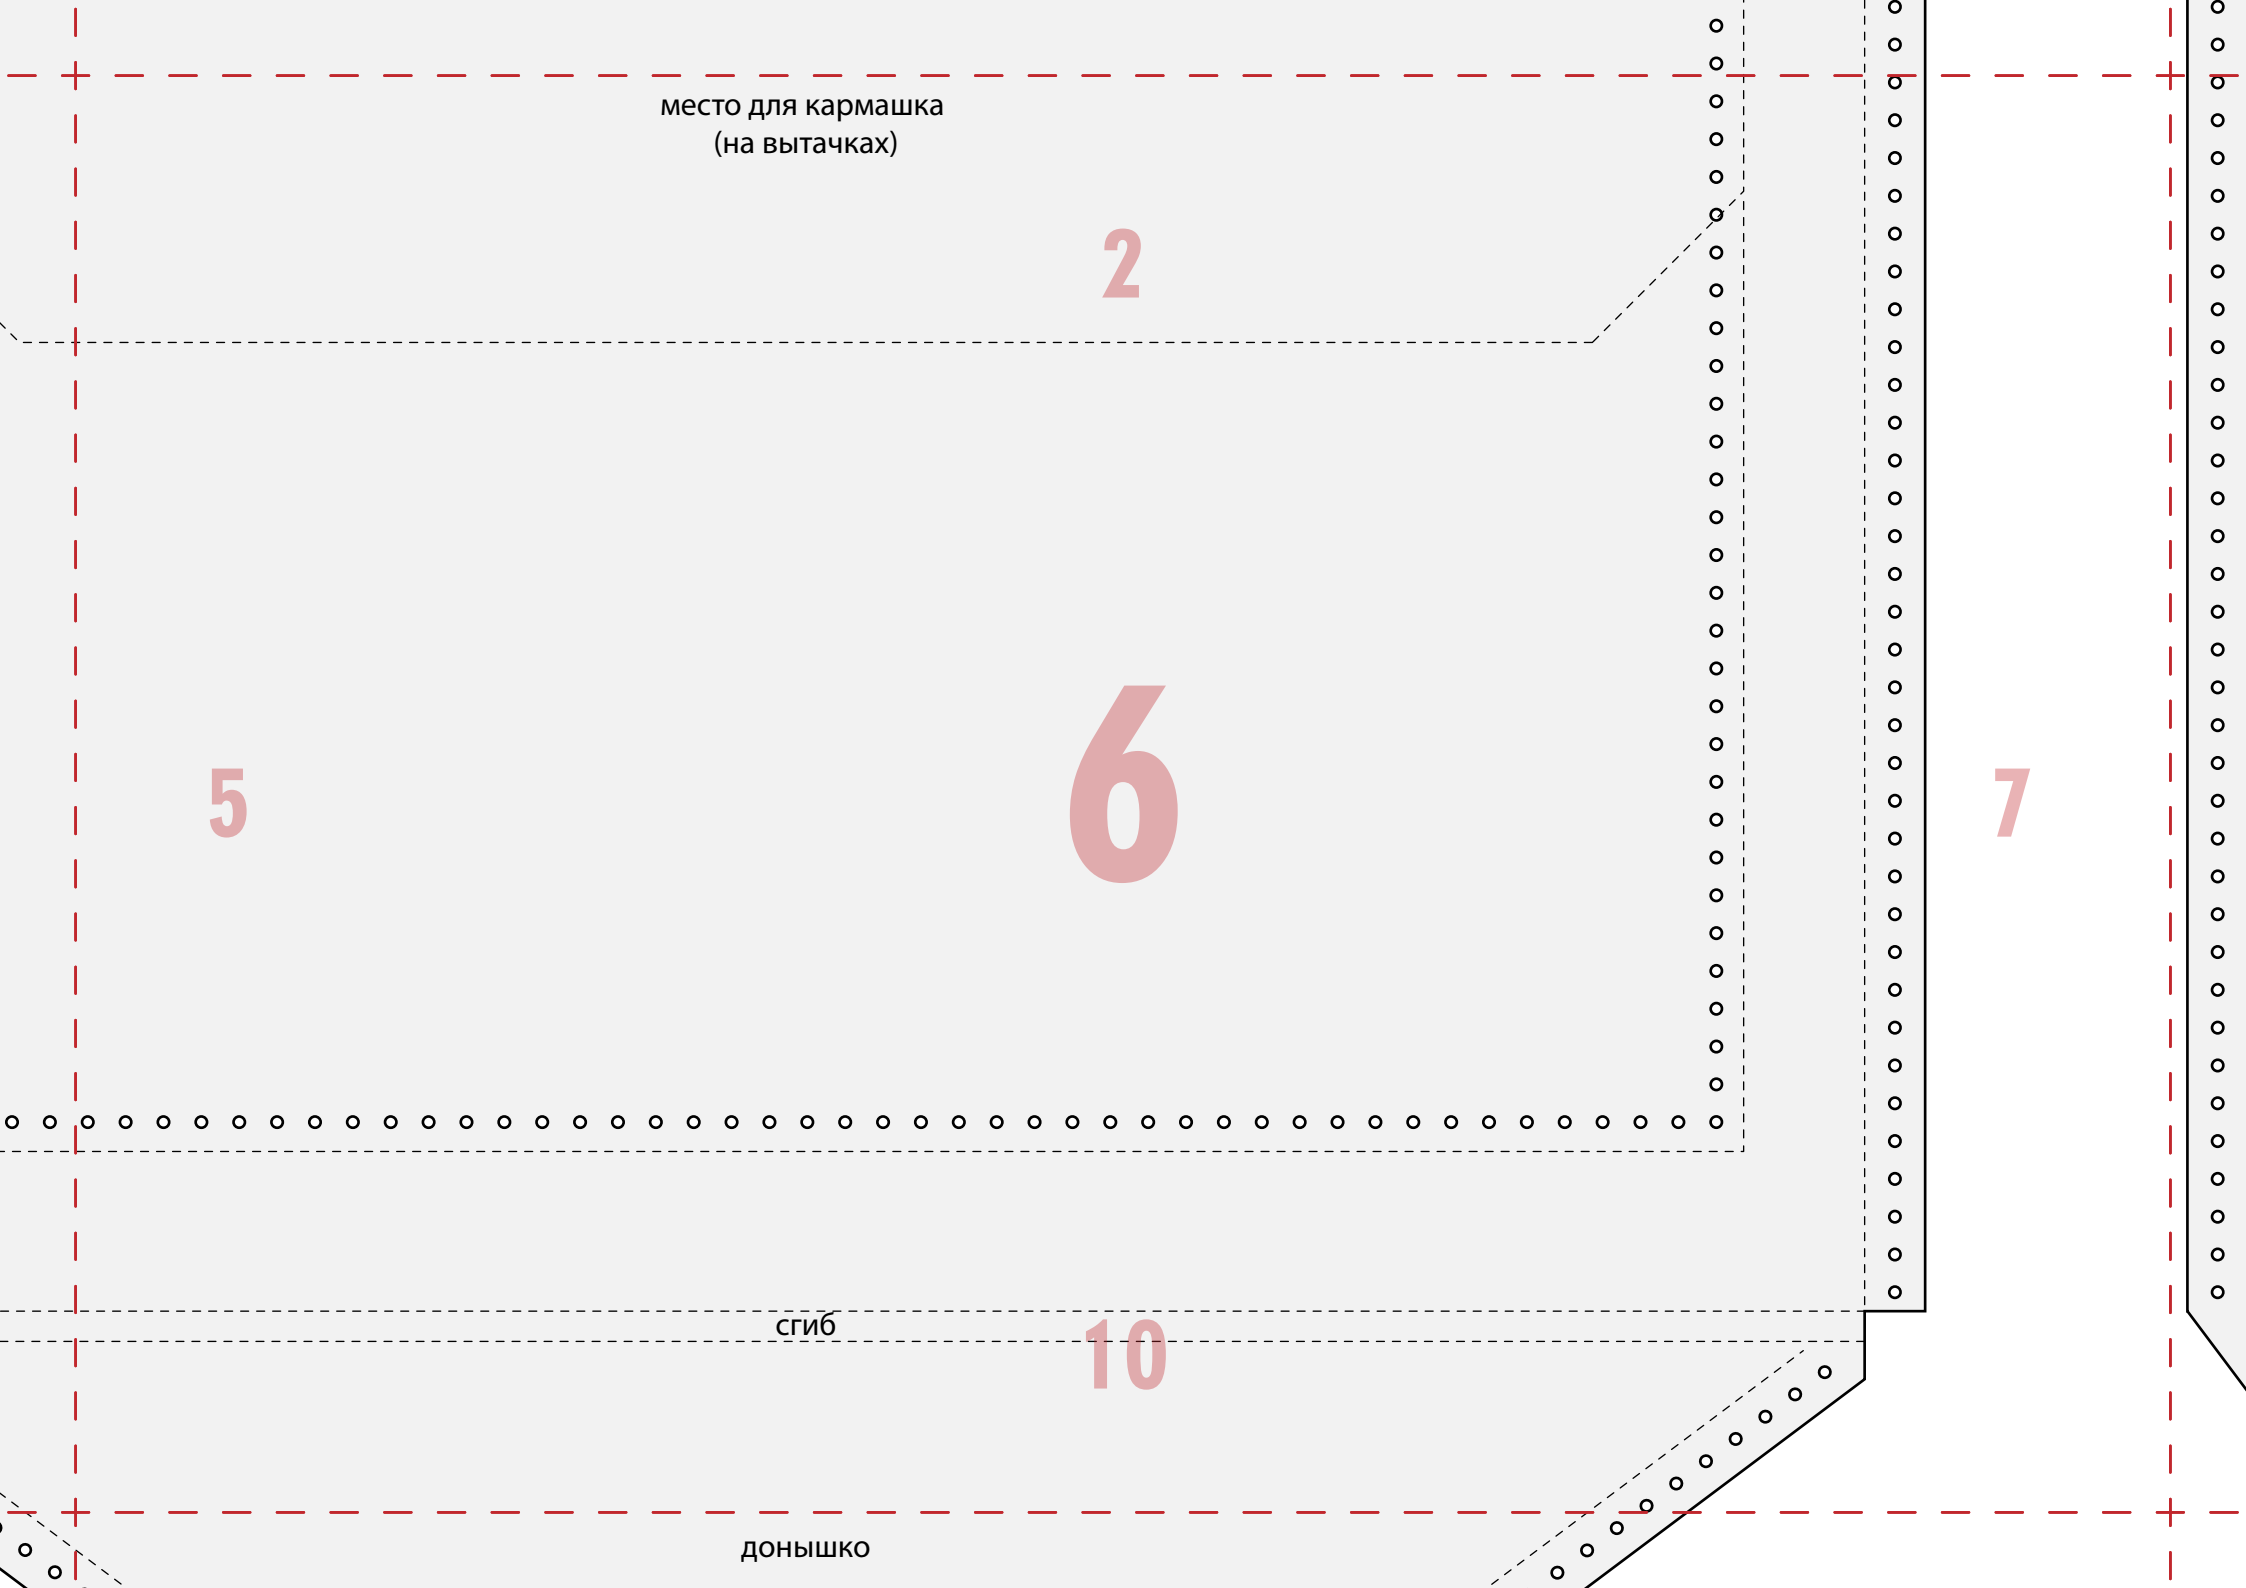 место для кармашка
(на вытачках)
2
6
5
7
сгиб
10
донышко